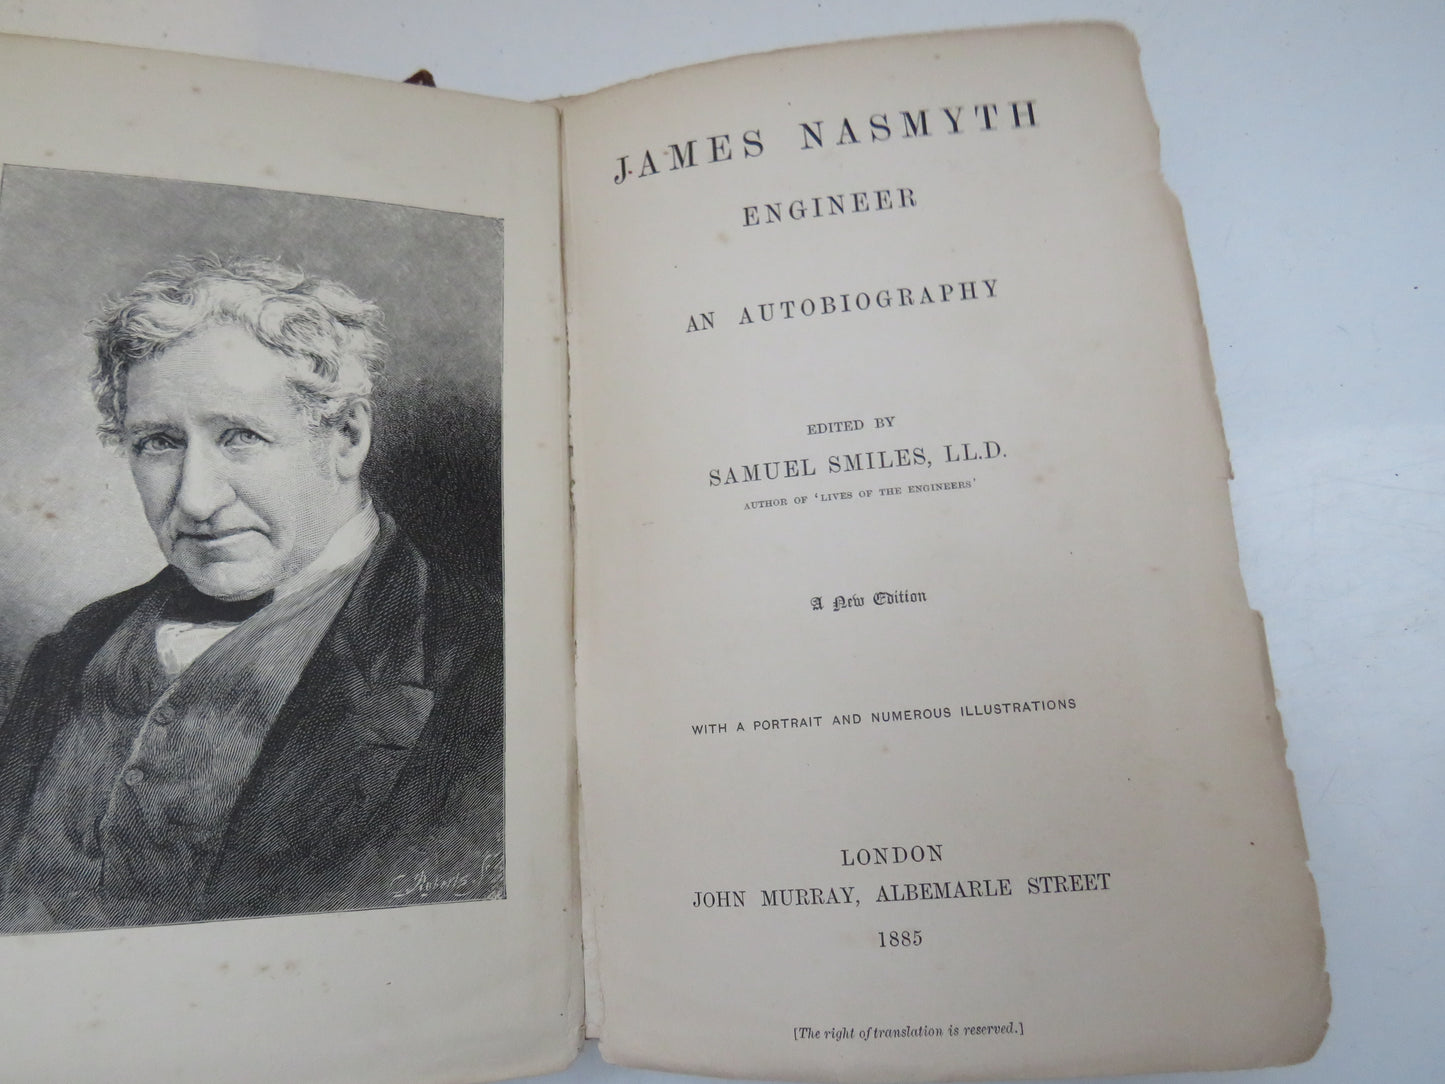 C Roberts
JAMES NASMYTH
ENGINEER
AN AUTOBIOGRAPHY
EDITED BY
SAMUEL SMILES, LL.D.
AUTHOR OF 'LIVES OF THE ENGINEERS'
A New Edition
WITH A PORTRAIT AND NUMEROUS ILLUSTRATIONS
LONDON
JOHN MURRAY, ALBEMARLE STREET
1885
[The right of translation is reserved.]